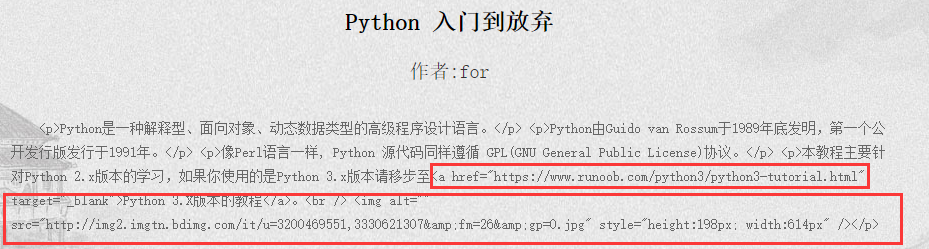 Python 入门到放弃
作者:for
<p>Python是一种解释型、面向对象、动态数据类型的高级程序设计语言。</p> <p>Python由Guido van Rossum于1989年底发明，第一个公
开发行版发行于1991年。</p> <p>像Perl语言一样, Python 源代码同样遵循 GPL(GNU General Public License)协议。</p> <p>本教程主要针
对Python 2.x版本的学习，如果你使用的是Python 3.x版本请移步至<a href="https://www.runoob.com/python3/python3-tutorial.html"
target="_blank">Python 3.X版本的教程</a>。<br /> <img alt=""
src="http://img2.imgtn.bdimg.com/it/u=3200469551,3330621307&amp;fm=26&amp;gp=0.jpg" style="height:198px; width:614px" /></p>